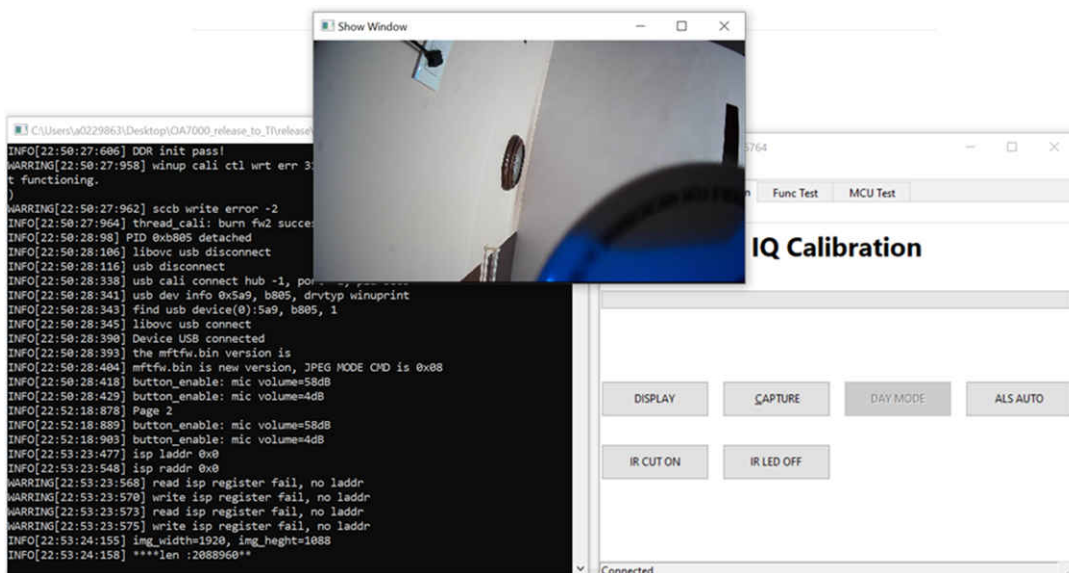 Show Window
C:\Users\a0229863\Desktop\OA7000_release_to_TI\release\
INFO[22:50:27:606] DDR init pass!
WARRING[22:50:27:958] winup cali ctl wrt err
t functioning.
)
WARRING[22:50:27:962] sccb write error -2
INFO[22:50:27:964] thread_cali: burn fw2
INFO[22:50:28:98] PID 0xb805 detached
INFO[22:50:28:106] libovc usb disconnect
INFO[22:50:28:116] usb disconnect
INFO[22:50:28:338] usb cali connect hub -1,
INFO[22:50:28:341] usb dev info 0x5a9, b805, drvtyp winuprint
INFO[22:50:28:343] find usb device(0):5a9, b805, 1
INFO[22:50:28:345] libovc usb connect
INFO[22:50:28:390] Device USB connected
INFO[22:50:28:393] the mftfw.bin version is
INFO[22:50:28:404] mftfw.bin is new version, JPEG MODE CMD is 0x08
INFO[22:50:28:418] button_enable: mic volume=58dB
INFO[22:50:28:429] button_enable: mic volume=4dB
INFO[22:52:18:878] Page 2
INFO[22:52:18:889] button_enable: mic volume=58dB
INFO[22:52:18:903] button_enable: mic volume=4dB
INFO[22:53:23:477] isp laddr 0x0
INFO[22:53:23:548] isp raddr 0x0
WARRING[22:53:23:568] read isp register fail, no laddr
WARRING[22:53:23:570] write isp register fail, no laddr
WARRING[22:53:23:573] read isp register fail, no laddr
WARRING[22:53:23:575] write isp register fail, no laddr
INFO[22:53:24:155] img_width=1920, img_heght=1088
INFO[22:53:24:158] ****len :2088960**
5764
Func Test
MCU Test
IQ Calibration
DISPLAY
CAPTURE
DAY MODE
ALS AUTO
IR CUT ON
IR LED OFF
Connected